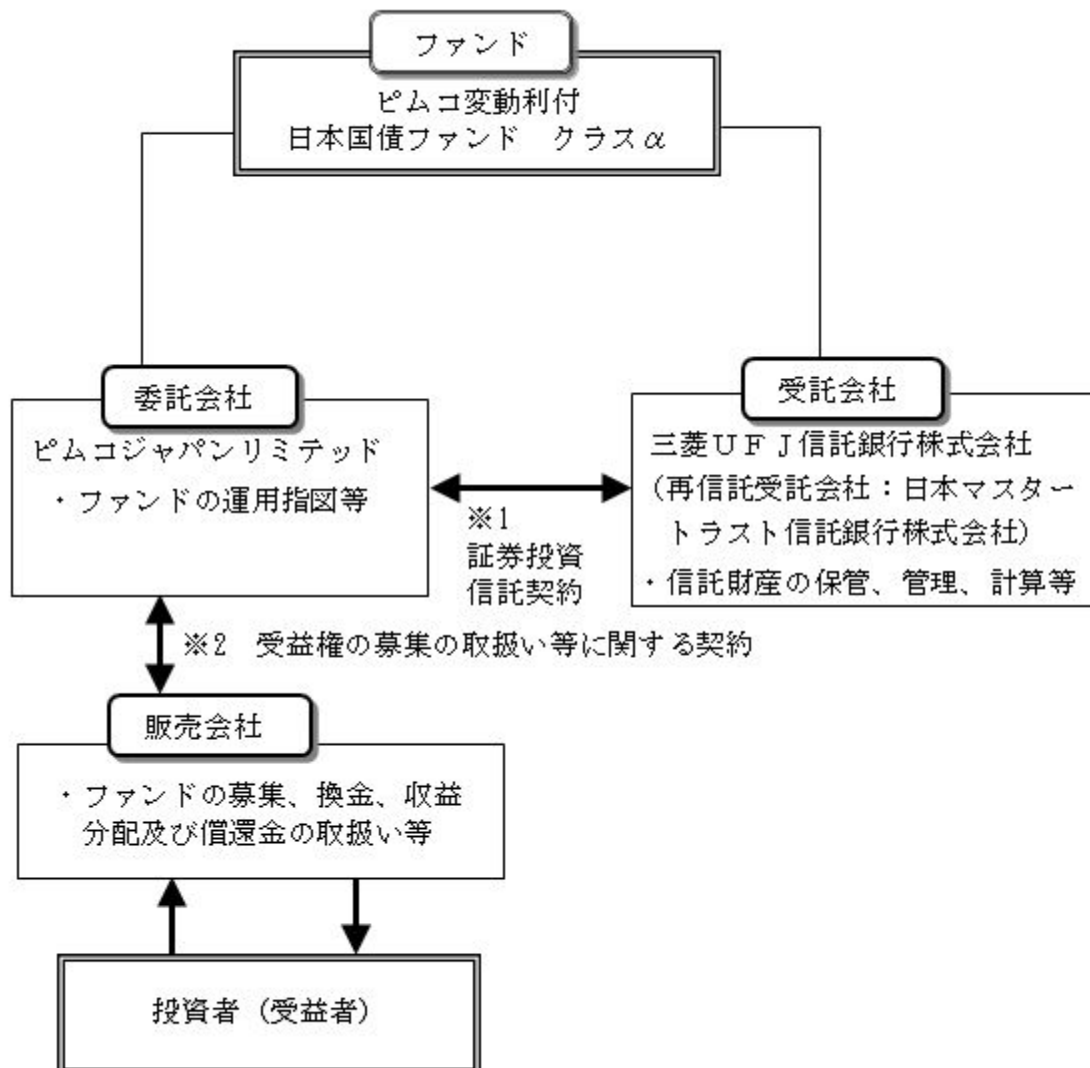 ファンド
ピムコ変動利付
日本国債ファンド　クラスα
委託会社
ピムコジャパンリミテッド
・ファンドの運用指図等
※1
証券投資
信託契約
受託会社
三菱ＵＦＪ信託銀行株式会社
(再信託受託会社：日本マスター
トラスト信託銀行株式会社)
・信託財産の保管、管理、計算等
※2　受益権の募集の取扱い等に関する契約
販売会社
・ファンドの募集、換金、収益
分配及び償還金の取扱い等
投資者（受益者）